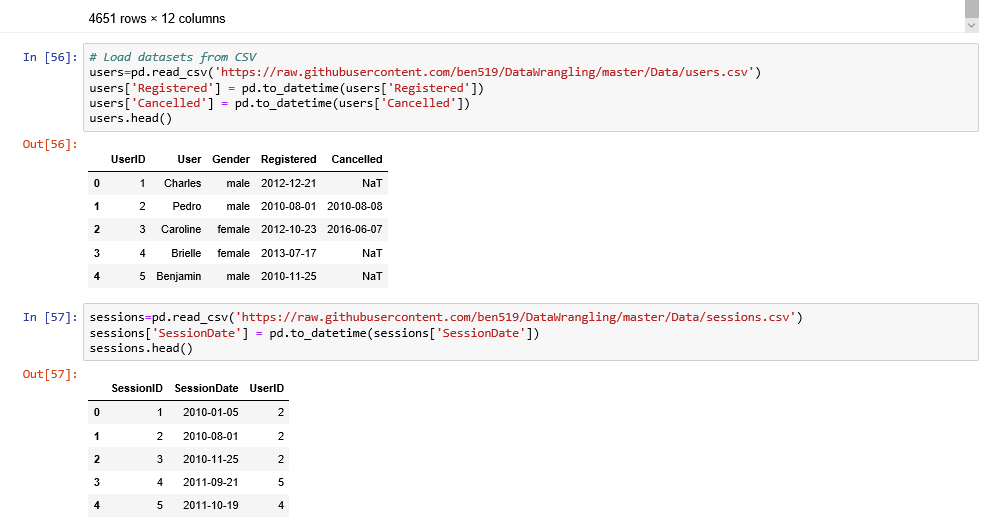 4651 rows × 12 columns
In [56]: # Load datasets from CSV
users=pd.read_csv('https://raw.githubusercontent.com/ben519/DataWrangling/master/Data/users.csv')
users['Registered'] = pd.to_datetime(users['Registered'])
users['Cancelled'] = pd.to_datetime(users['Cancelled'])
users.head()
Out[56]:
UserID User Gender Registered Cancelled
0 1 Charles male 2012-12-21 NaT
1 2 Pedro male 2010-08-01 2010-08-08
2 3 Caroline female 2012-10-23 2016-06-07
3 4 Brielle female 2013-07-17 NaT
4 5 Benjamin male 2010-11-25 NaT
In [57]: sessions=pd.read_csv('https://raw.githubusercontent.com/ben519/DataWrangling/master/Data/sessions.csv')
sessions['SessionDate'] = pd.to_datetime(sessions['SessionDate'])
sessions.head()
Out[57]:
SessionID SessionDate UserID
0 1 2010-01-05 2
1 2 2010-08-01 2
2 3 2010-11-25 2
3 4 2011-09-21 5
4 5 2011-10-19 4